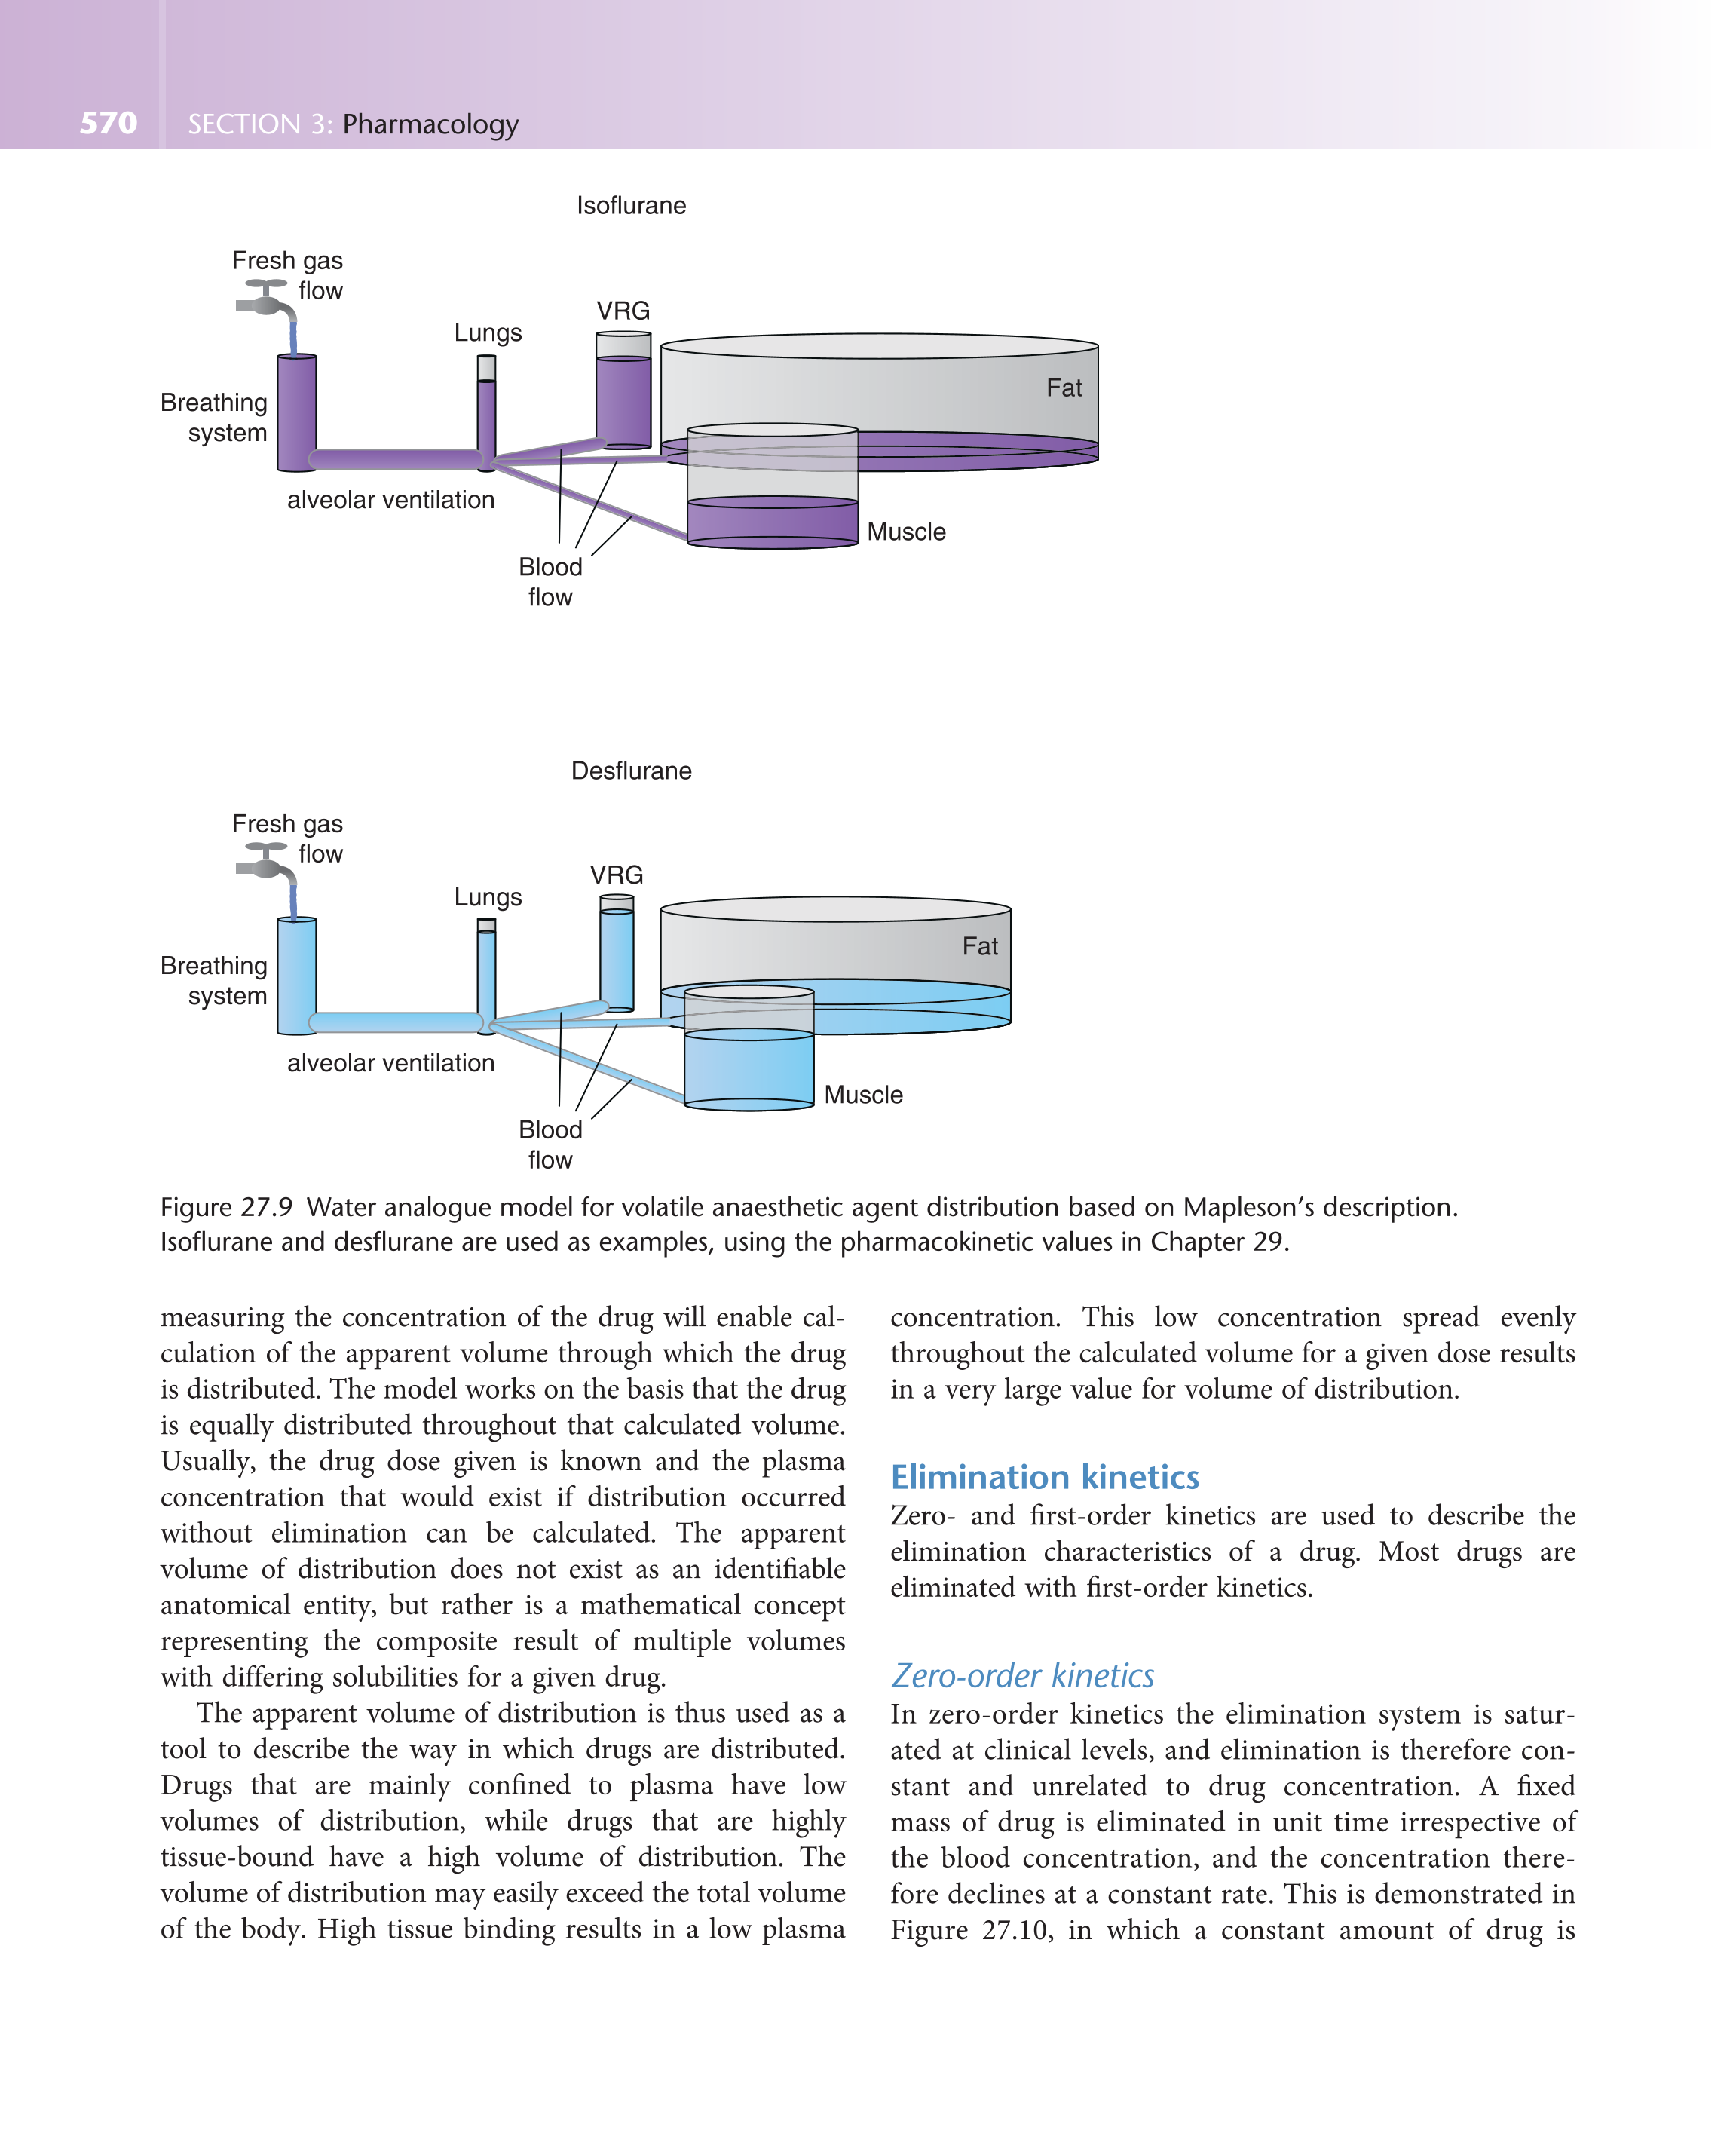 570 SECTION 3: Pharmacology
Isoflurane
Fresh gas
flow
VRG
Lungs
Fat
Breathing
system
alveolar ventilation
Muscle
Blood
flow
Desflurane
Fresh gas
flow
VRG
Lungs
Fat
Breathing
system
alveolar ventilation
Muscle
Blood
flow
Figure 27.9 Water analogue model for volatile anaesthetic agent distribution based on Mapleson’s description.
Isoflurane and desflurane are used as examples, using the pharmacokinetic values in Chapter 29.
measuring the concentration of the drug will enable cal-
culation of the apparent volume through which the drug
is distributed. The model works on the basis that the drug
is equally distributed throughout that calculated volume.
Usually, the drug dose given is known and the plasma
concentration that would exist if distribution occurred
without elimination can be calculated. The apparent
volume of distribution does not exist as an identifiable
anatomical entity, but rather is a mathematical concept
representing the composite result of multiple volumes
with differing solubilities for a given drug.
The apparent volume of distribution is thus used as a
tool to describe the way in which drugs are distributed.
Drugs that are mainly confined to plasma have low
volumes of distribution, while drugs that are highly
tissue-bound have a high volume of distribution. The
volume of distribution may easily exceed the total volume
of the body. High tissue binding results in a low plasma
concentration. This low concentration spread evenly
throughout the calculated volume for a given dose results
in a very large value for volume of distribution.
Elimination kinetics
Zero- and first-order kinetics are used to describe the
elimination characteristics of a drug. Most drugs are
eliminated with first-order kinetics.
Zero-order kinetics
In zero-order kinetics the elimination system is satur-
ated at clinical levels, and elimination is therefore con-
stant and unrelated to drug concentration. A fixed
mass of drug is eliminated in unit time irrespective of
the blood concentration, and the concentration there-
fore declines at a constant rate. This is demonstrated in
Figure 27.10, in which a constant amount of drug is